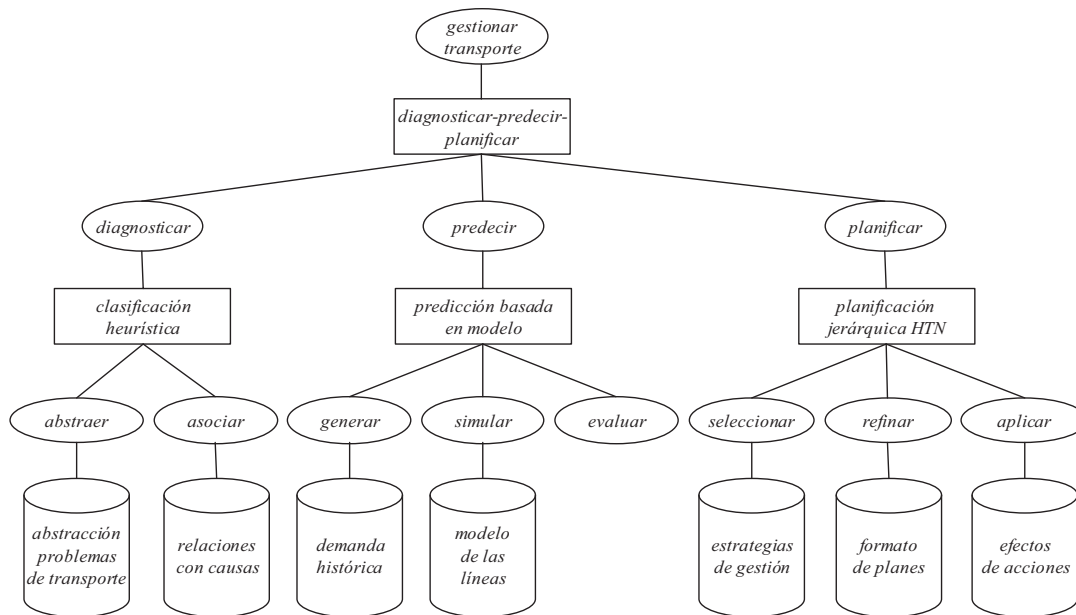 gestionar
transporte
diagnosticar-predecir-
planificar
diagnosticar
predecir
planificar
clasificación
heurística
predicción basada
en modelo
planificación
jerárquica HTN
abstraer
asociar
generar
simular
evaluar
seleccionar
refinar
aplicar
abstracción
problemas
de transporte
relaciones
con causas
demanda
histórica
modelo
de las
líneas
estrategias
de gestión
formato
de planes
efectos
de acciones